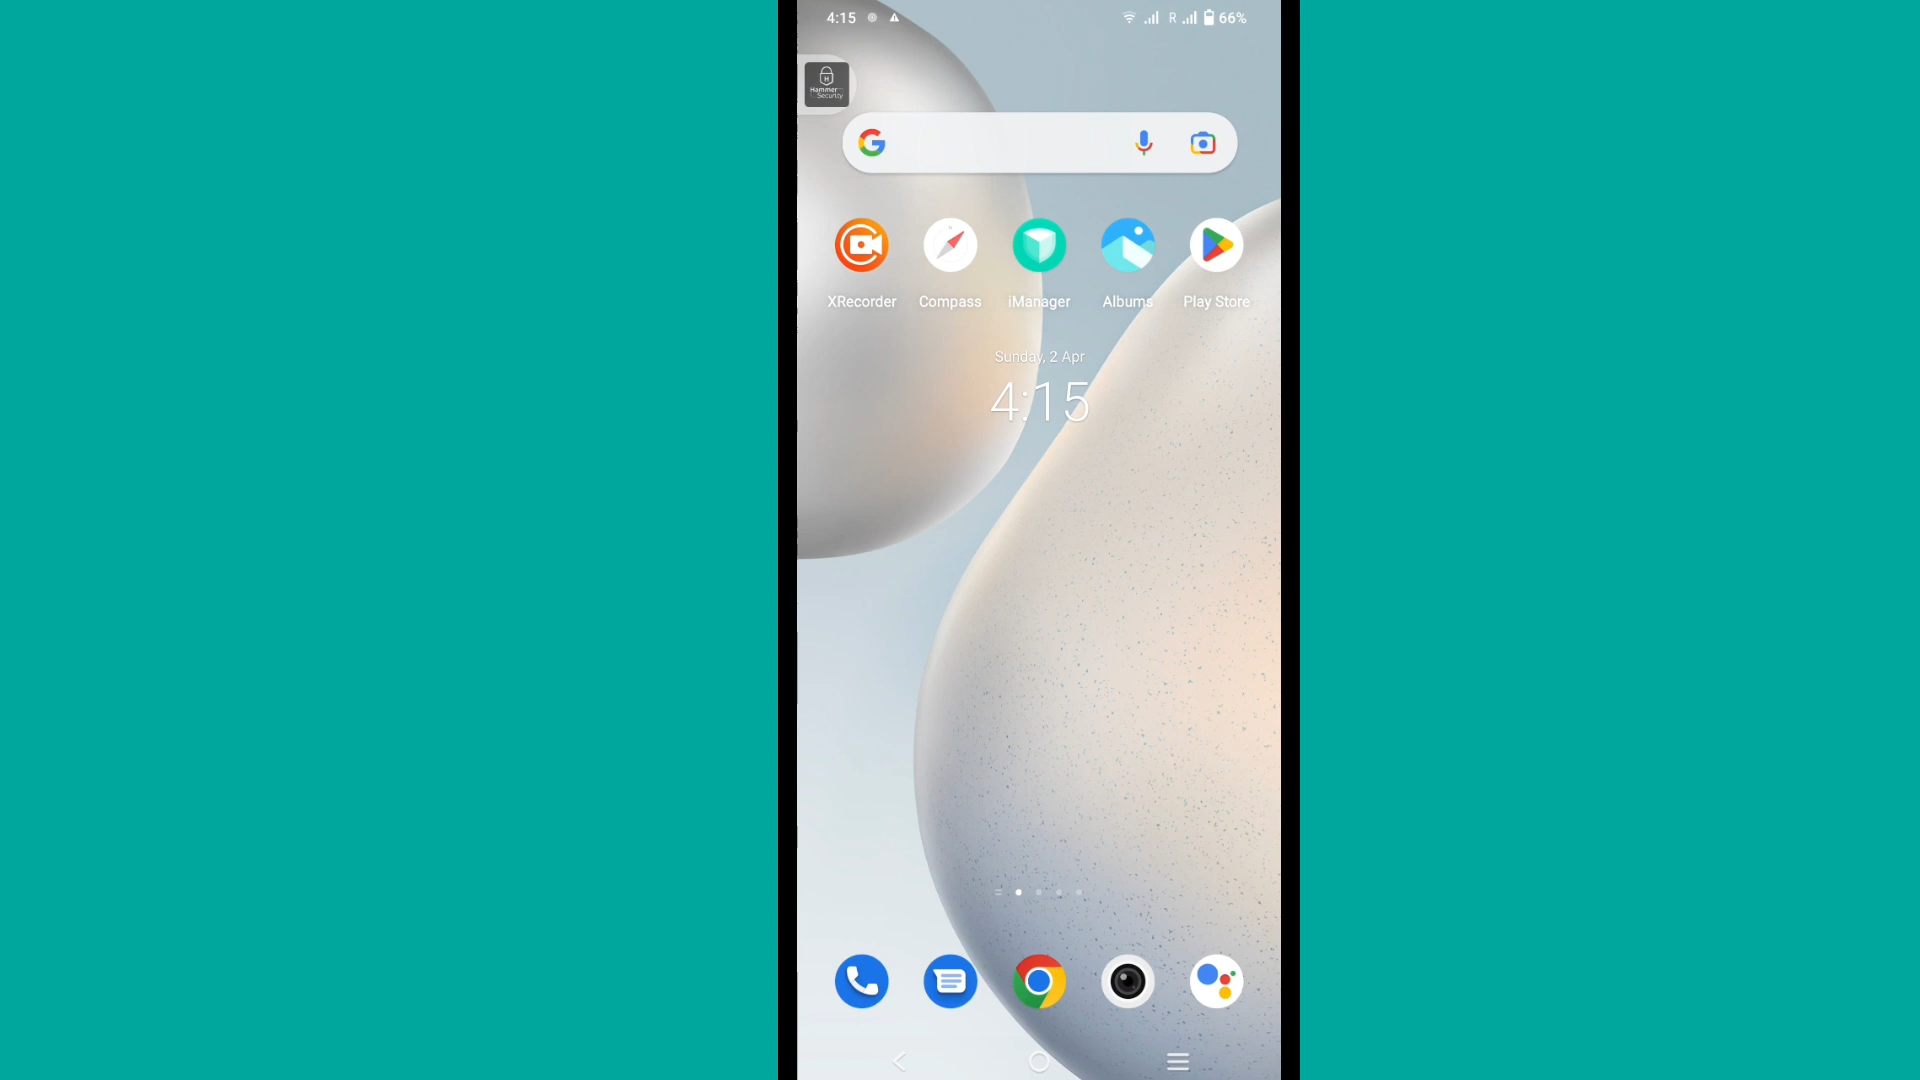 4:15
R
66%
H
Hammer
Security
G
XRecorder
Compass
iManager
Albums
Play Store
Sunday, 2 Apr
4:15